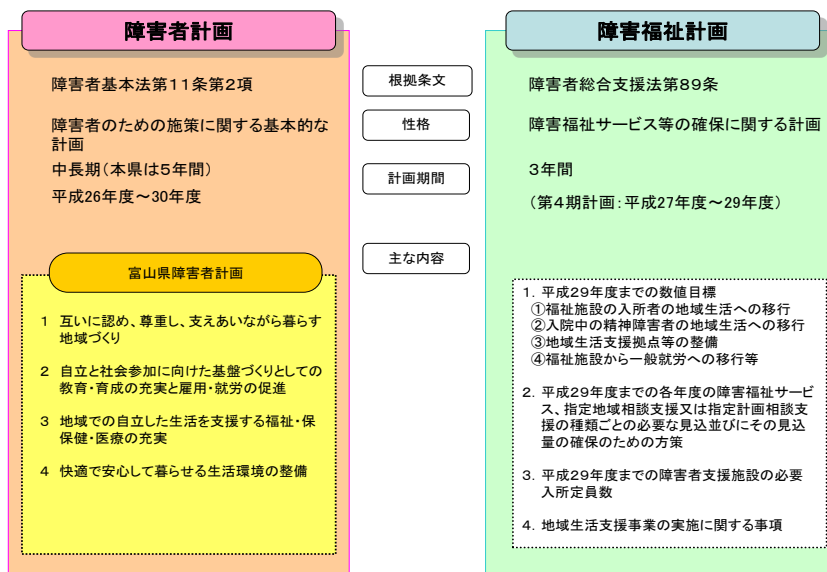 障害者計画
障害者基本法第11条第2項
障害者のための施策に関する基本的な
計画
中長期(本県は5年間)
平成26年度～30年度
富山県障害者計画
1 互いに認め、尊重し、支えあいながら暮らす
地域づくり
2 自立と社会参加に向けた基盤づくりとしての
教育・育成の充実と雇用・就労の促進
3 地域での自立した生活を支援する福祉・保
保健・医療の充実
4 快適で安心して暮らせる生活環境の整備
根拠条文
性格
計画期間
主な内容
障害福祉計画
障害者総合支援法第89条
障害福祉サービス等の確保に関する計画
3年間
(第4期計画:平成27年度～29年度)
1. 平成29年度までの数値目標
①福祉施設の入所者の地域生活への移行
②入院中の精神障害者の地域生活への移行
③地域生活支援拠点等の整備
④福祉施設から一般就労への移行等
2. 平成29年度までの各年度の障害福祉サービ
ス、指定地域相談支援又は指定計画相談支
援の種類ごとの必要な見込並びにその見込
量の確保のための方策
3. 平成29年度までの障害者支援施設の必要
入所定員数
4. 地域生活支援事業の実施に関する事項